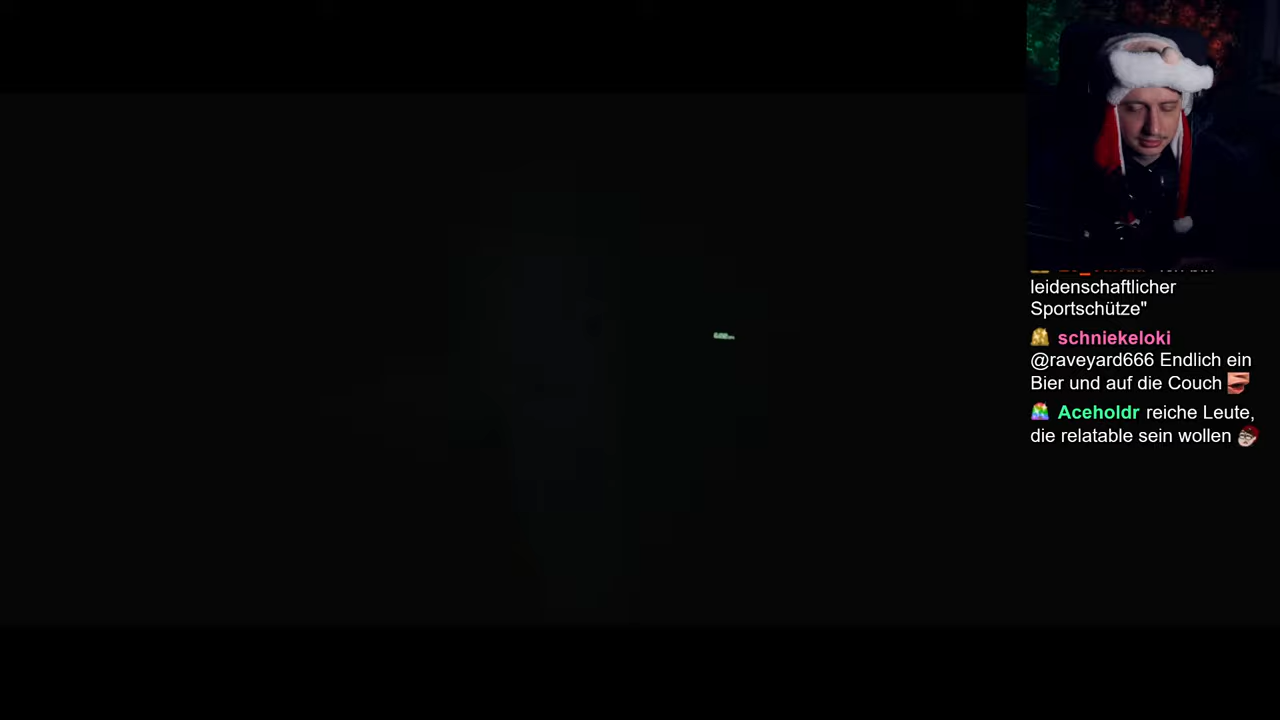 leidenschaftlicher
Sportschütze"
schniekeloki
@raveyard666 Endlich ein
Bier und auf die Couch
Aceholdr reiche Leute,
die relatable sein wollen